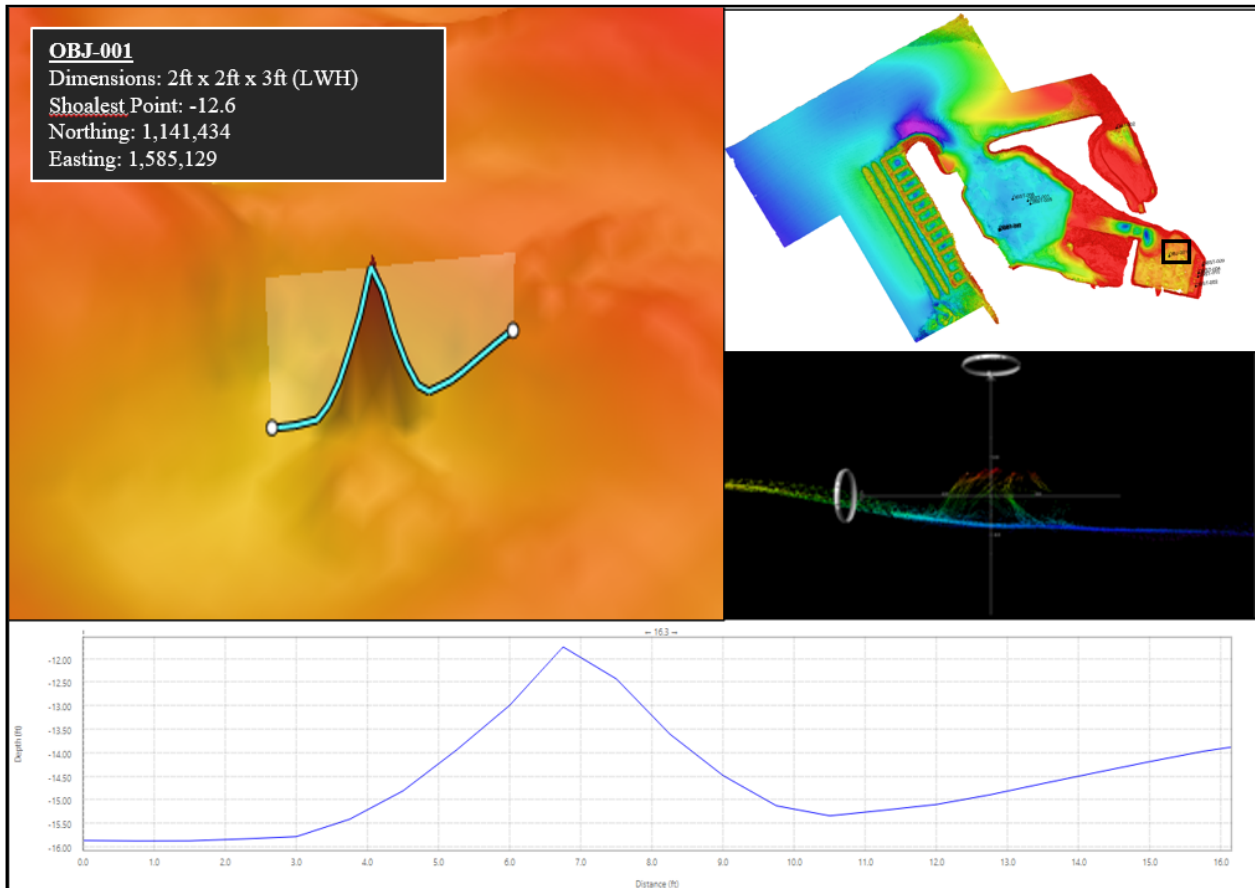 OBJ-001
Dimensions: 2ft x 2ft x 3ft (LWH)
Shoalest Point: -12.6
Northing: 1,141,434
Easting: 1,585,129
← 16.3 →
-12.00
-12.50
-13.00
-13.50
-14.00
-14.50
-15.00
-15.50
-16.00
Depth (ft)
0.0 1.0 2.0 3.0 4.0 5.0 6.0 7.0 8.0 9.0 10.0 11.0 12.0 13.0 14.0 15.0 16.0
Distance (ft)